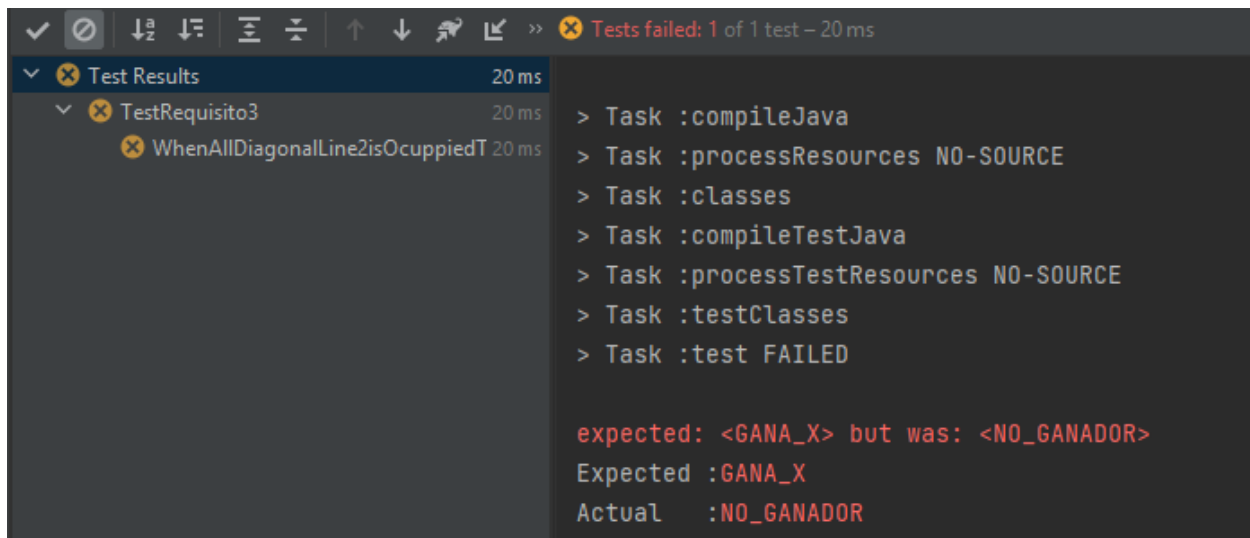 Tests failed: 1 of 1 test – 20 ms
Test Results 20 ms
TestRequisito3 20 ms
WhenAllDiagonalLine2isOcuppiedT 20 ms
> Task :compileJava
> Task :processResources NO-SOURCE
> Task :classes
> Task :compileTestJava
> Task :processTestResources NO-SOURCE
> Task :testClasses
> Task :test FAILED
expected: <GANA_X> but was: <NO_GANADOR>
Expected :GANA_X
Actual   :NO_GANADOR